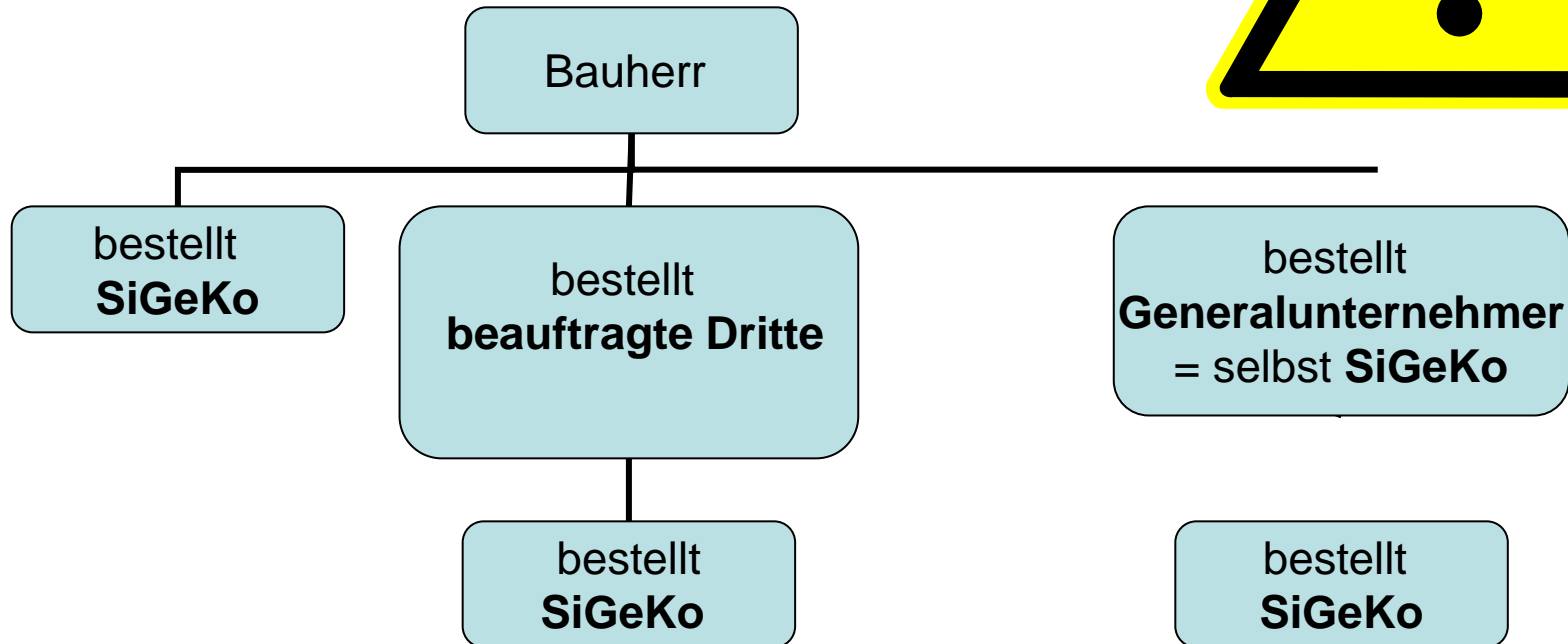 Bauherr
bestellt
SiGeKo
bestellt
beauftragte Dritte
bestellt
Generalunternehmer
= selbst SiGeKo
bestellt
SiGeKo
bestellt
SiGeKo